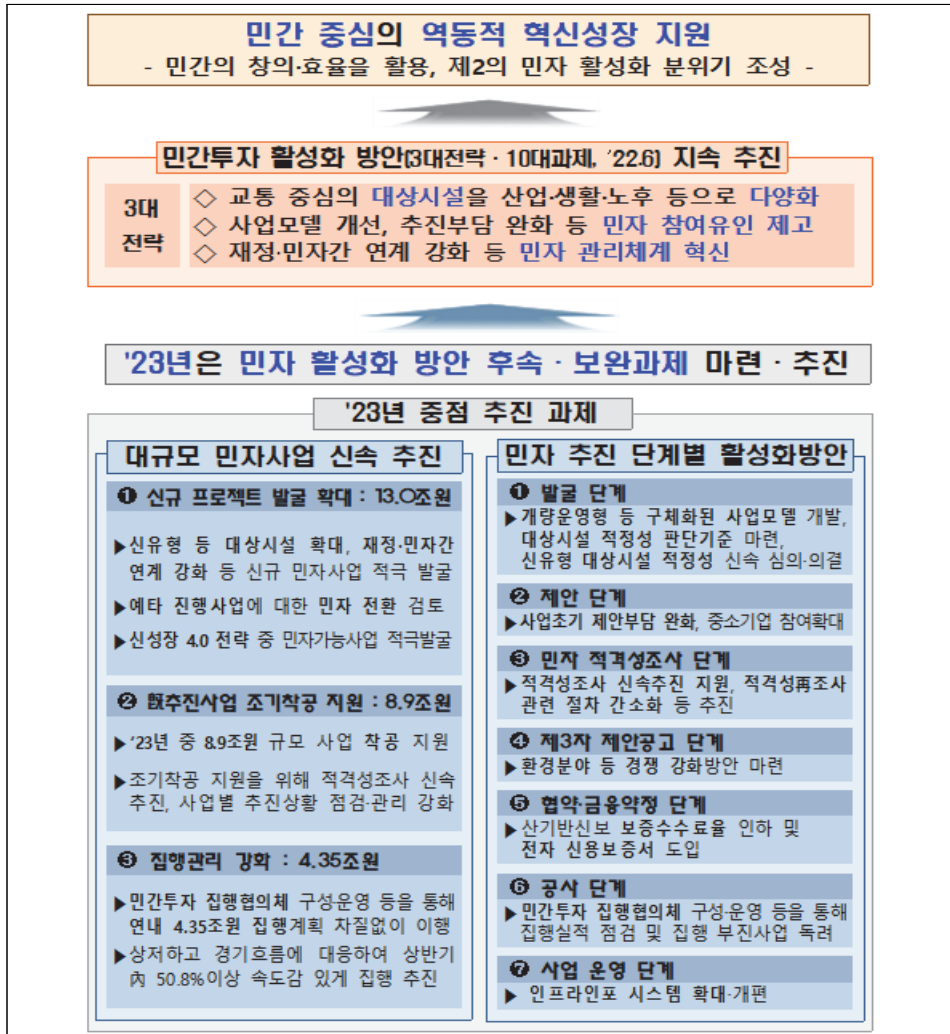 민간 중심의 역동적 혁신성장 지원
- 민간의 창의·효율을 활용, 제2의 민자 활성화 분위기 조성 -
민간투자 활성화 방안(3대전략 · 10대과제, ′22.6) 지속 추진
3대
전략
◇ 교통 중심의 대상시설을 산업·생활·노후 등으로 다양화
◇ 사업모델 개선, 추진부담 완화 등 민자 참여유인 제고
◇ 재정·민자간 연계 강화 등 민자 관리체계 혁신
'23년은 민자 활성화 방안 후속 · 보완과제 마련 · 추진
'23년 중점 추진 과제
대규모 민자사업 신속 추진
❶ 신규 프로젝트 발굴 확대 : 13.0조원
▶신유형 등 대상시설 확대, 재정·민자간
연계 강화 등 신규 민자사업 적극 발굴
▶예타 진행사업에 대한 민자 전환 검토
▶신성장 4.0 전략 중 민자가능사업 적극발굴
❷ 旣추진사업 조기착공 지원 : 8.9조원
▶'23년 중 8.9조원 규모 사업 착공 지원
▶조기착공 지원을 위해 적격성조사 신속
추진, 사업별 추진상황 점검·관리 강화
❸ 집행관리 강화 : 4.35조원
▶민간투자 집행협의체 구성·운영 등을 통해
연내 4.35조원 집행계획 차질없이 이행
▶상저하고 경기흐름에 대응하여 상반기
內 50.8%이상 속도감 있게 집행 추진
민자 추진 단계별 활성화방안
❶ 발굴 단계
▶개량운영형 등 구체화된 사업모델 개발,
대상시설 적정성 판단기준 마련,
신유형 대상시설 적정성 신속 심의·의결
❷ 제안 단계
▶사업초기 제안부담 완화, 중소기업 참여확대
❸ 민자 적격성조사 단계
▶적격성조사 신속추진 지원, 적격성再조사
관련 절차 간소화 등 추진
❹ 제3자 제안공고 단계
▶환경분야 등 경쟁 강화방안 마련
❺ 협약·금융약정 단계
▶산기반신보 보증수수료율 인하 및
전자 신용보증서 도입
❻ 공사 단계
▶민간투자 집행협의체 구성·운영 등을 통해
집행실적 점검 및 집행 부진사업 독려
❼ 사업 운영 단계
▶ 인프라인포 시스템 확대·개편